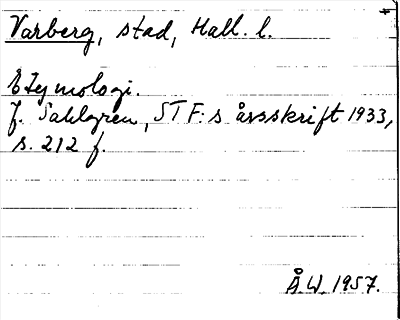 Varberg, stad, Hall. l.
Etymologi.
J. Sahlgren, STF:s årsskrift 1933,
s. 212 f.
Å.W. 1957.